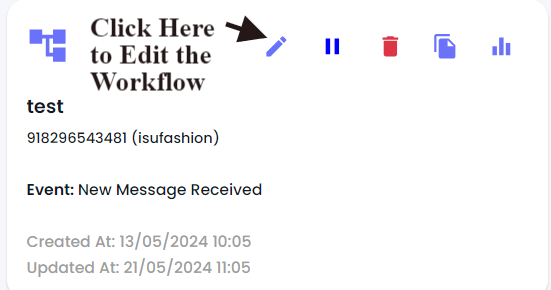 Click Here
to Edit the
Workflow
test
918296543481 (isufashion)
Event: New Message Received
Created At: 13/05/2024 10:05
Updated At: 21/05/2024 11:05